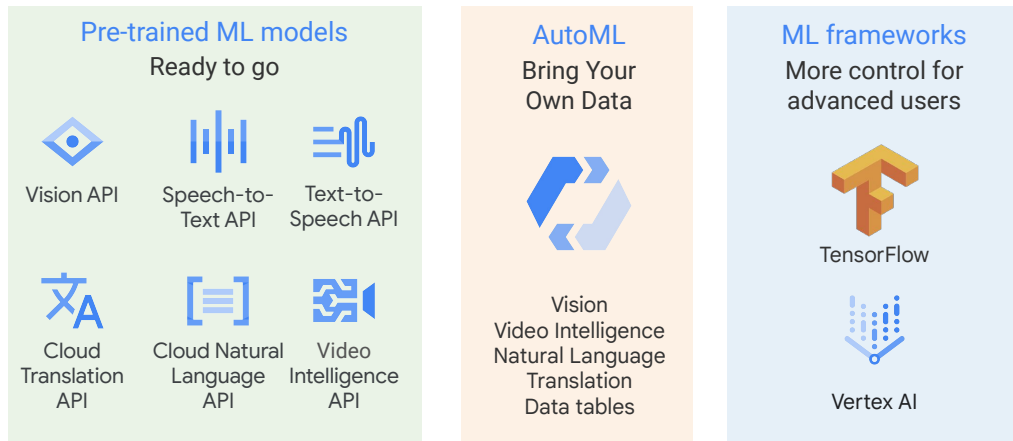 Pre-trained ML models
Ready to go
Vision API
Speech-to-
Text API
Text-to-
Speech API
文A
Cloud
Translation
API
Cloud Natural
Language
API
Video
Intelligence
API
AutoML
Bring Your
Own Data
Vision
Video Intelligence
Natural Language
Translation
Data tables
ML frameworks
More control for
advanced users
TensorFlow
Vertex AI